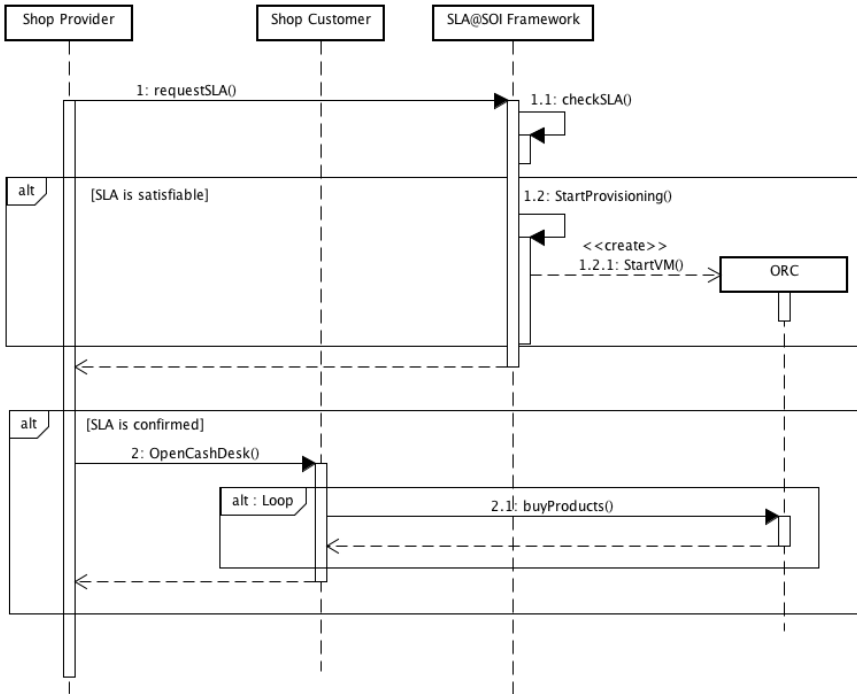 Shop Provider
Shop Customer
SLA@SOI Framework
1: requestSLA()
1.1: checkSLA()
alt
[SLA is satisfiable]
1.2: StartProvisioning()
<<create>>
1.2.1: StartVM()
ORC
alt
[SLA is confirmed]
2: OpenCashDesk()
alt : Loop
2.1: buyProducts()